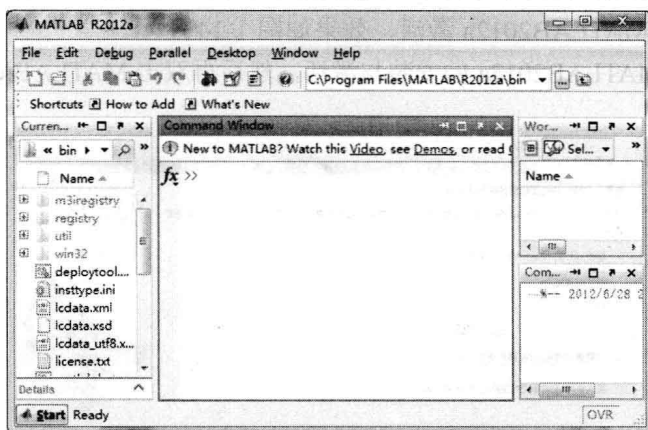 MATLAB R2012a
File Edit Debug Parallel Desktop Window Help
C:\Program Files\MATLAB\R2012a\bin
Shortcuts How to Add What's New
Curren...
« bin
»
Name
m3iregistry
registry
util
win32
deploytool....
insttype.ini
lcdata.xml
lcdata.xsd
lcdata_utf8.x...
license.txt
Details
Command Window
New to MATLAB? Watch this Video, see Demos, or read
fx >>
Wor...
Sel...
»
Name
Com...
--%-- 2012/6/28 2
Start Ready
OVR